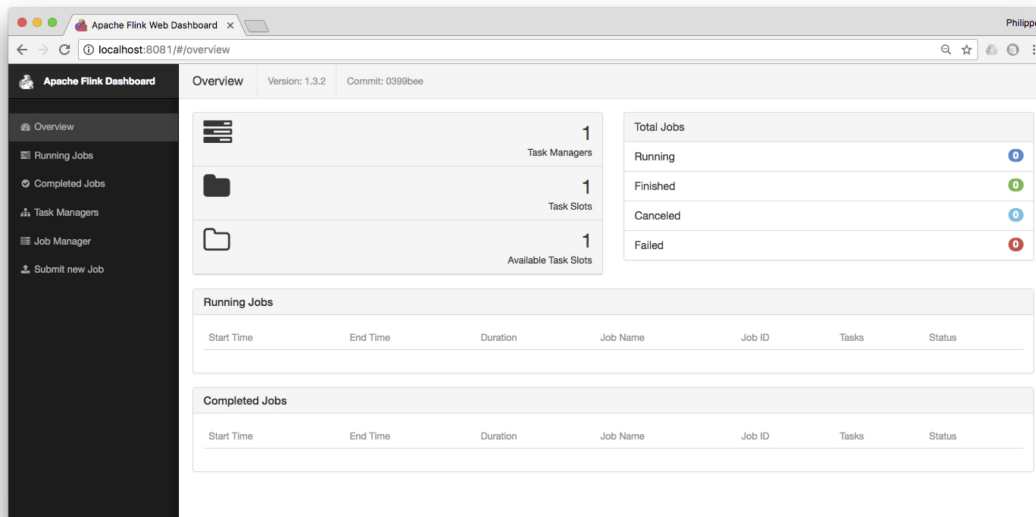 Apache Flink Web Dashboard
localhost:8081/#/overview
Apache Flink Dashboard
Overview
Version: 1.3.2
Commit: 0399bee
Overview
Running Jobs
Completed Jobs
Task Managers
Job Manager
Submit new Job
1
Task Managers
1
Task Slots
1
Available Task Slots
Total Jobs
Running 0
Finished 0
Canceled 0
Failed 0
Running Jobs
Start Time End Time Duration Job Name Job ID Tasks Status
Completed Jobs
Start Time End Time Duration Job Name Job ID Tasks Status